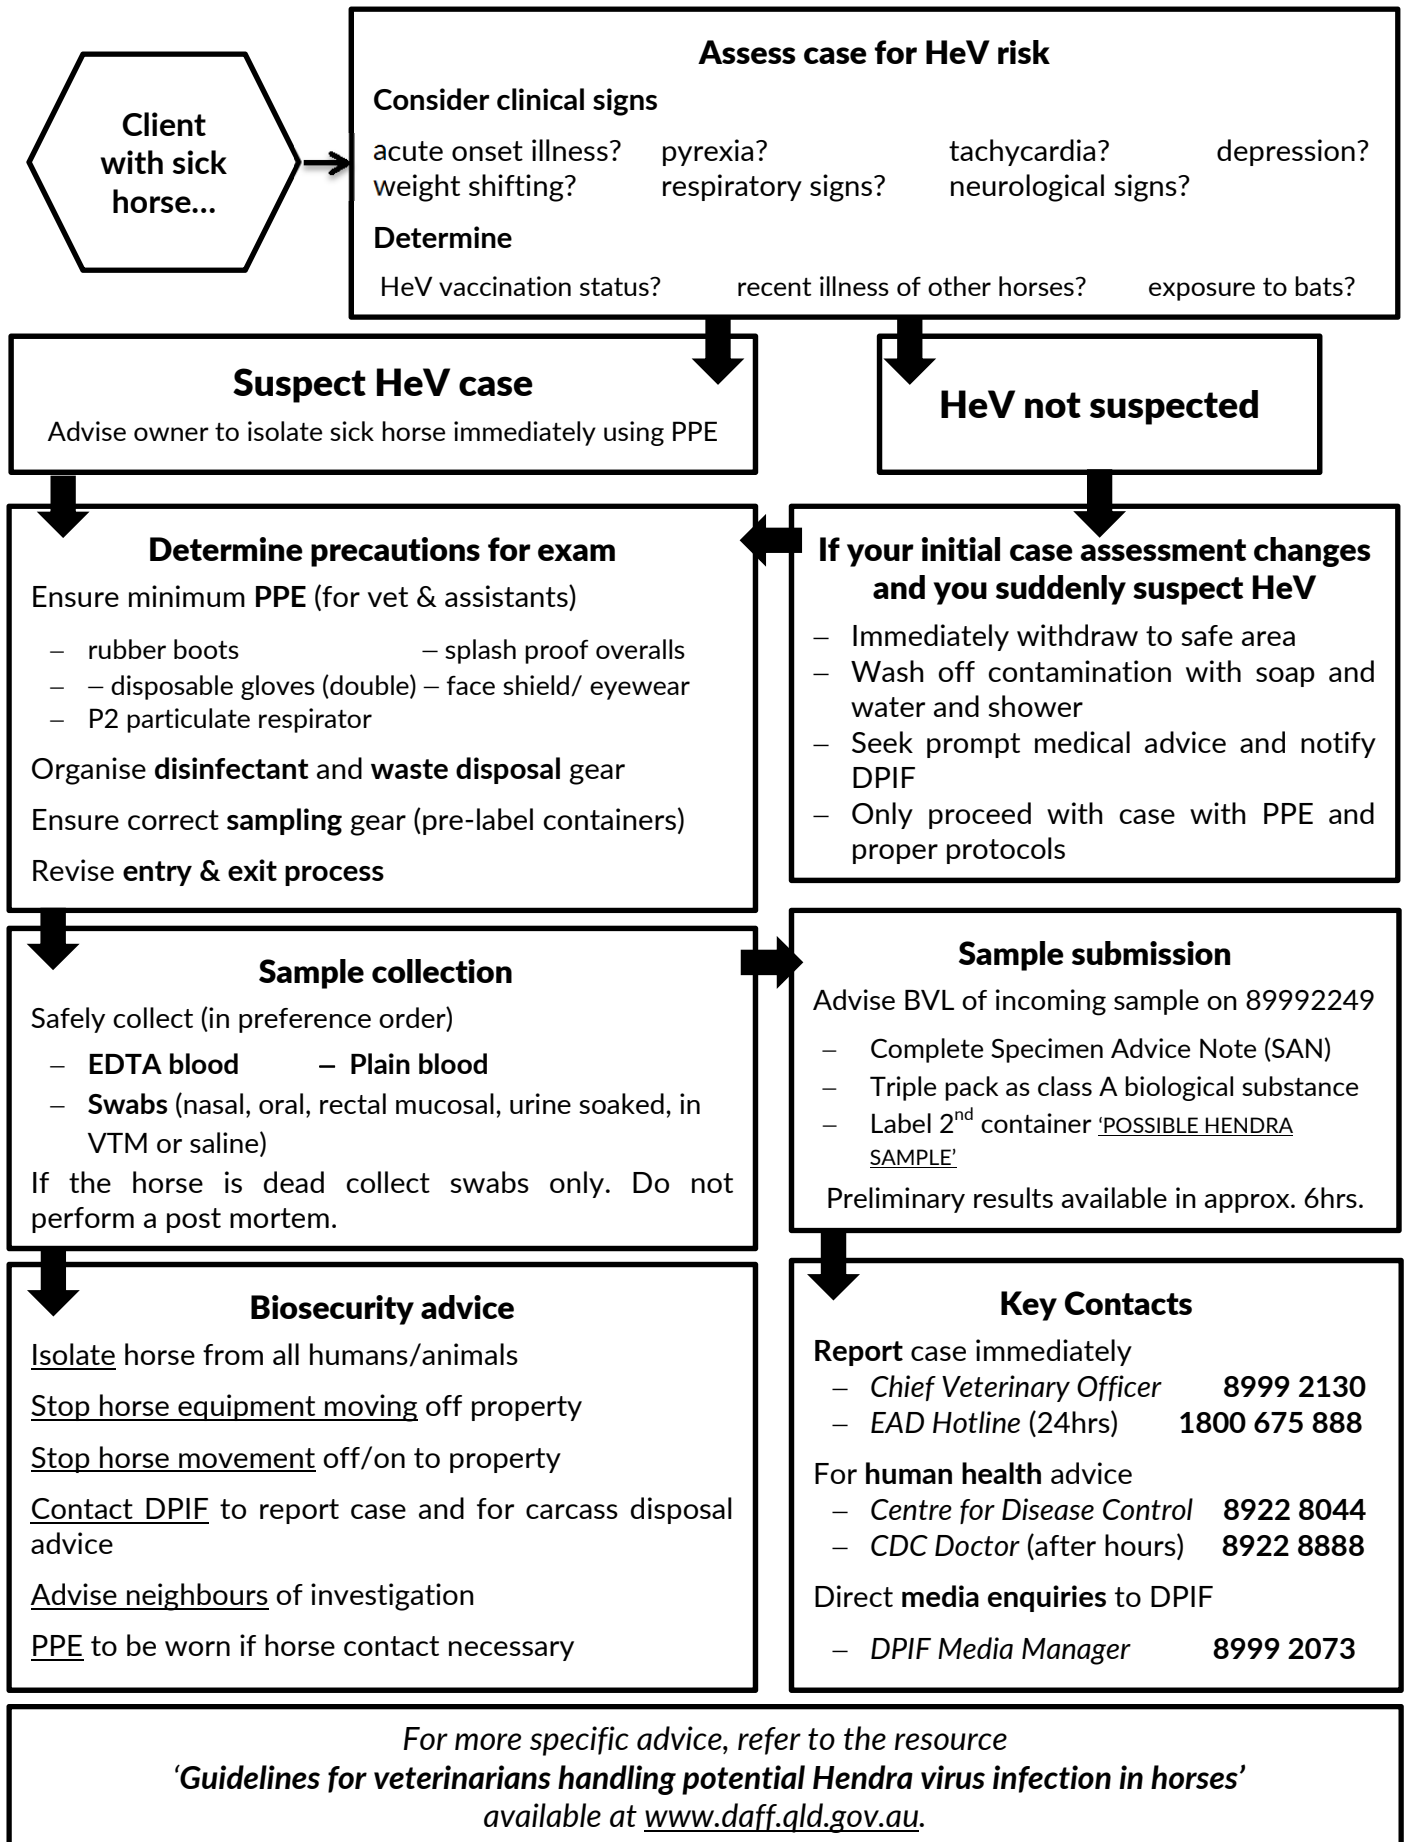 Client
with sick
horse...
Assess case for HeV risk
Consider clinical signs
acute onset illness? pyrexia? tachycardia? depression?
weight shifting? respiratory signs? neurological signs?
Determine
HeV vaccination status? recent illness of other horses? exposure to bats?
Suspect HeV case
Advise owner to isolate sick horse immediately using PPE
HeV not suspected
Determine precautions for exam
Ensure minimum PPE (for vet & assistants)
– rubber boots – splash proof overalls
– – disposable gloves (double) – face shield/ eyewear
– P2 particulate respirator
Organise disinfectant and waste disposal gear
Ensure correct sampling gear (pre-label containers)
Revise entry & exit process
If your initial case assessment changes
and you suddenly suspect HeV
– Immediately withdraw to safe area
– Wash off contamination with soap and
water and shower
– Seek prompt medical advice and notify
DPIF
– Only proceed with case with PPE and
proper protocols
Sample collection
Safely collect (in preference order)
– EDTA blood – Plain blood
– Swabs (nasal, oral, rectal mucosal, urine soaked, in
VTM or saline)
If the horse is dead collect swabs only. Do not
perform a post mortem.
Sample submission
Advise BVL of incoming sample on 89992249
– Complete Specimen Advice Note (SAN)
– Triple pack as class A biological substance
– Label 2nd container ‘POSSIBLE HENDRA
SAMPLE’
Preliminary results available in approx. 6hrs.
Biosecurity advice
Isolate horse from all humans/animals
Stop horse equipment moving off property
Stop horse movement off/on to property
Contact DPIF to report case and for carcass disposal
advice
Advise neighbours of investigation
PPE to be worn if horse contact necessary
Key Contacts
Report case immediately
– Chief Veterinary Officer 8999 2130
– EAD Hotline (24hrs) 1800 675 888
For human health advice
– Centre for Disease Control 8922 8044
– CDC Doctor (after hours) 8922 8888
Direct media enquiries to DPIF
– DPIF Media Manager 8999 2073
For more specific advice, refer to the resource
‘Guidelines for veterinarians handling potential Hendra virus infection in horses’
available at www.daff.qld.gov.au.